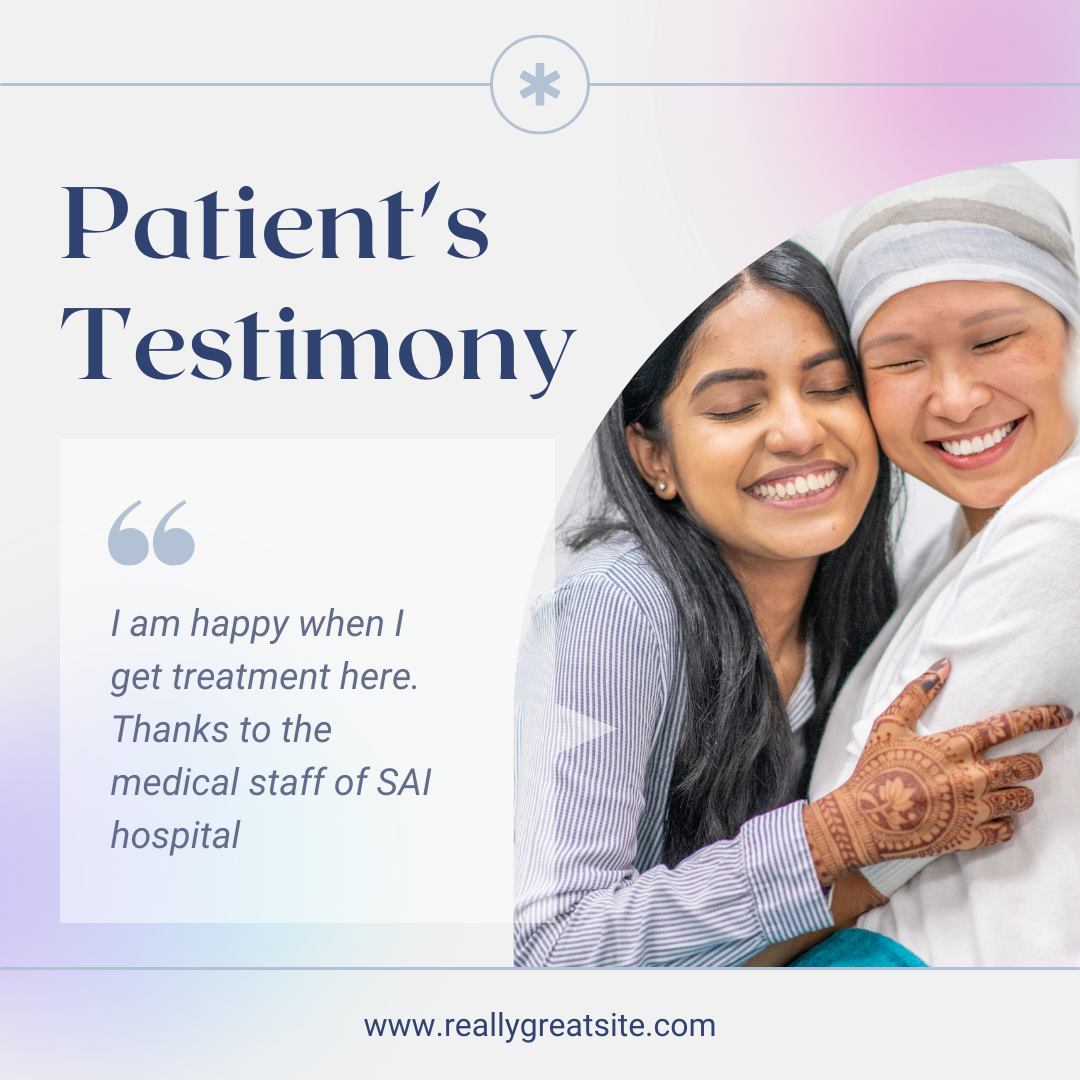 Patient's
Testimony
“
I am happy when I
get treatment here.
Thanks to the
medical staff of SAI
hospital
www.reallygreatsite.com